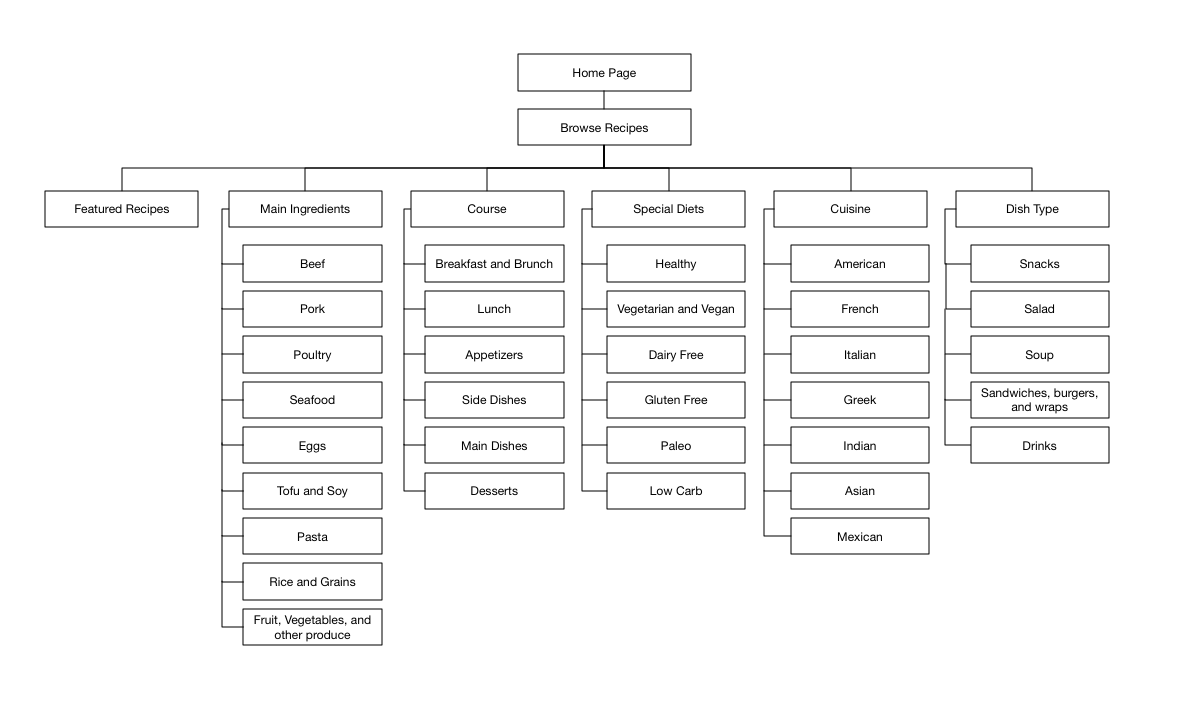 Home Page
Browse Recipes
Featured Recipes
Main Ingredients
Course
Special Diets
Cuisine
Dish Type
Beef
Pork
Poultry
Seafood
Eggs
Tofu and Soy
Pasta
Rice and Grains
Fruit, Vegetables, and
other produce
Breakfast and Brunch
Lunch
Appetizers
Side Dishes
Main Dishes
Desserts
Healthy
Vegetarian and Vegan
Dairy Free
Gluten Free
Paleo
Low Carb
American
French
Italian
Greek
Indian
Asian
Mexican
Snacks
Salad
Soup
Sandwiches, burgers,
and wraps
Drinks